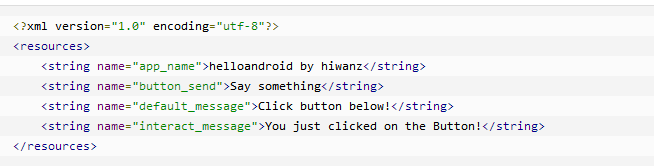 <?xml version="1.0" encoding="utf-8"?>
<resources>
<string name="app_name">helloandroid by hiwanz</string>
<string name="button_send">Say something</string>
<string name="default_message">Click button below!</string>
<string name="interact_message">You just clicked on the Button!</string>
</resources>